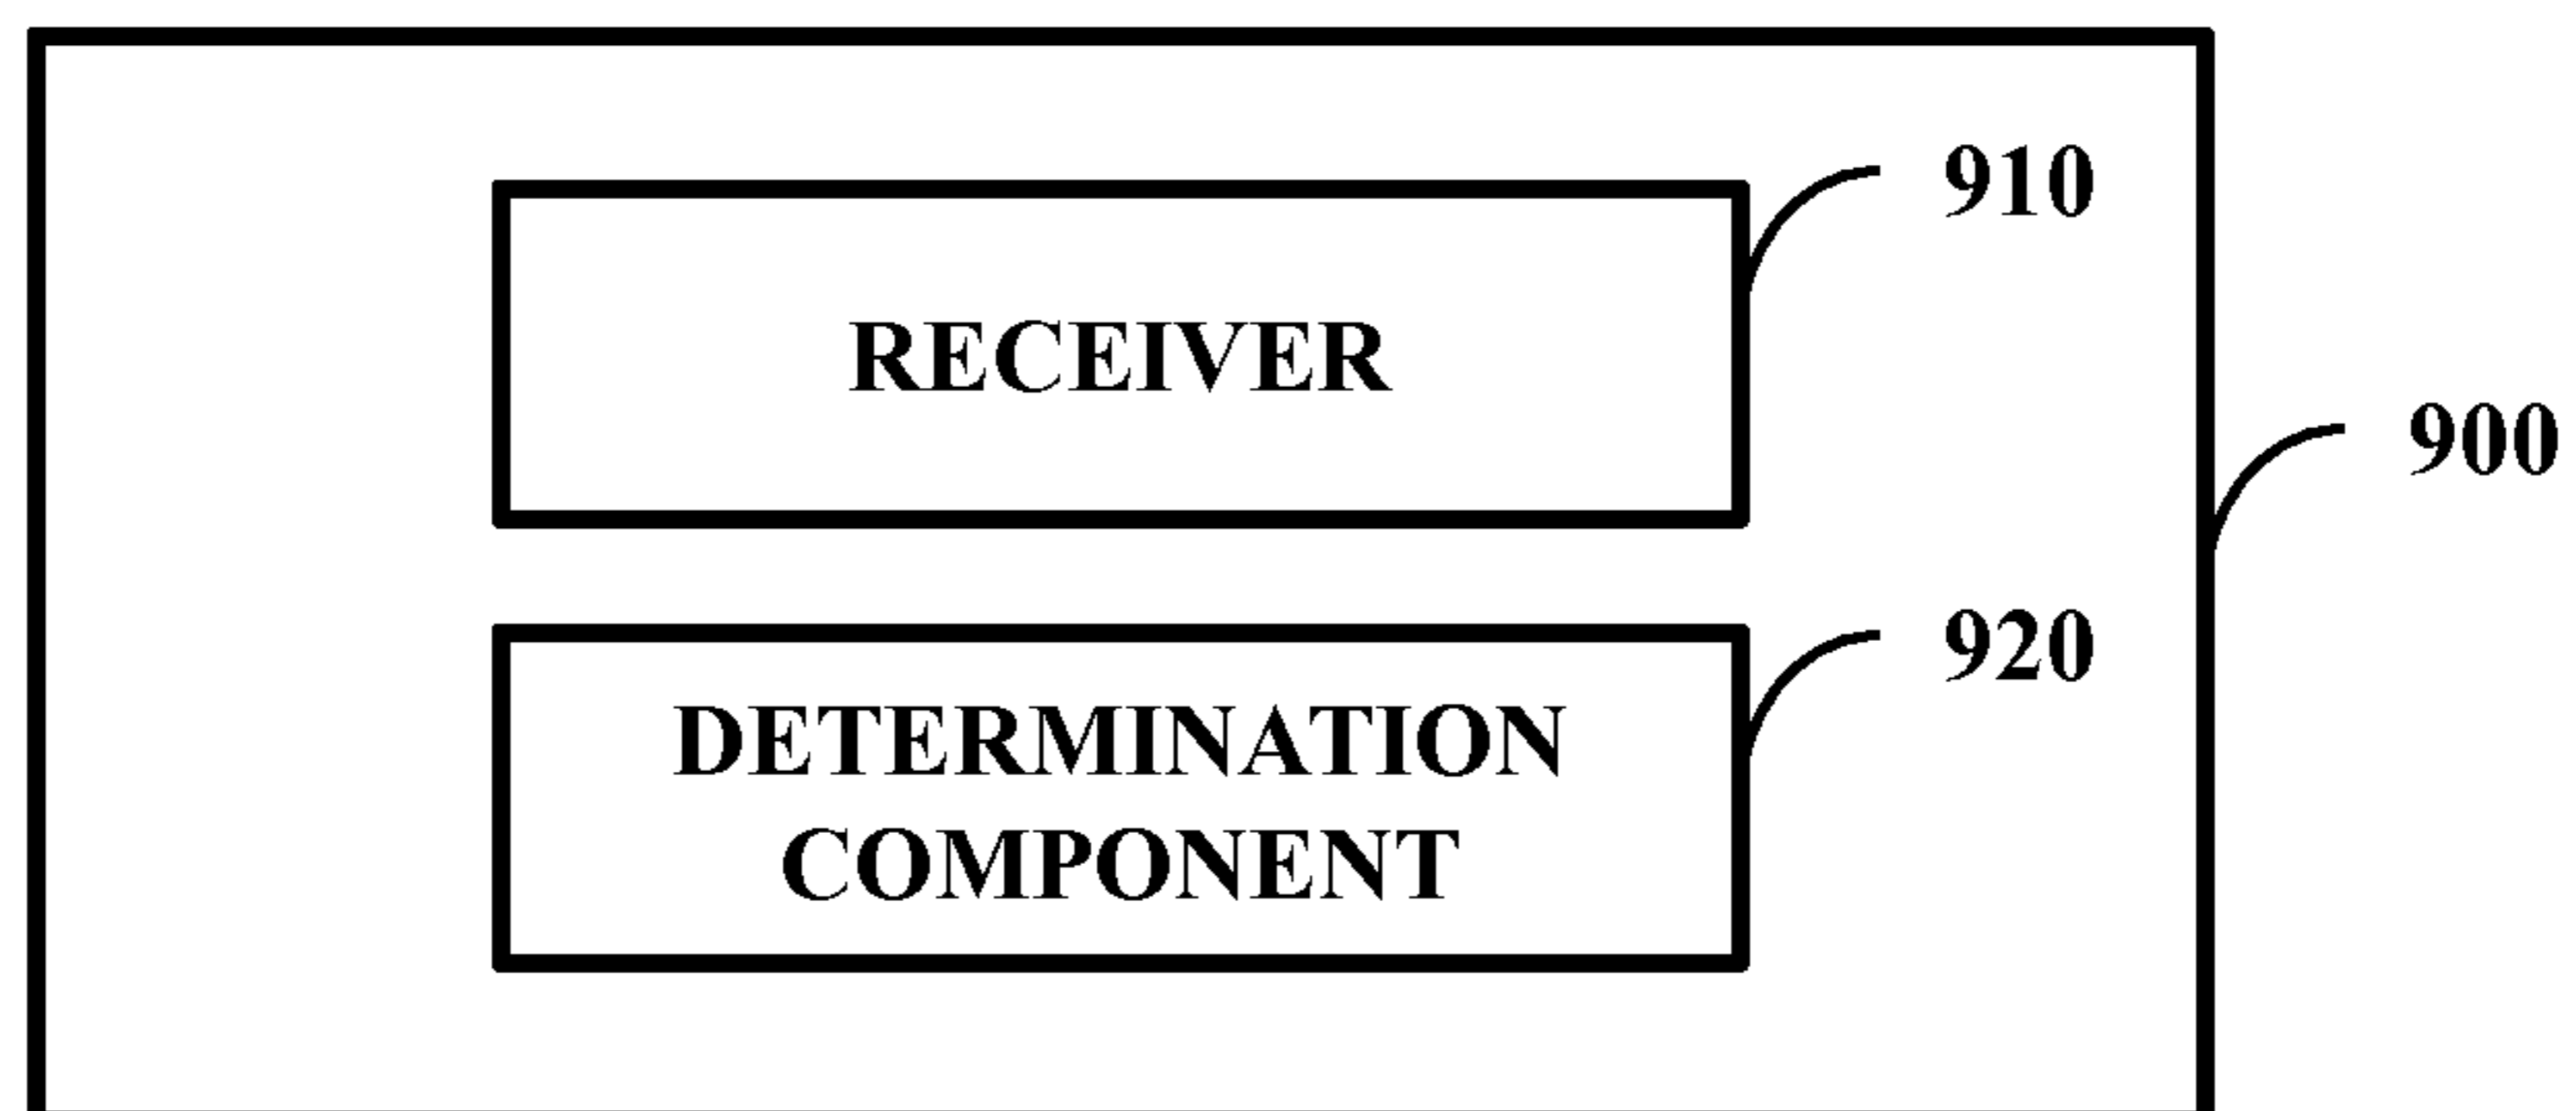 910
RECEIVER
900
920
DETERMINATION
COMPONENT